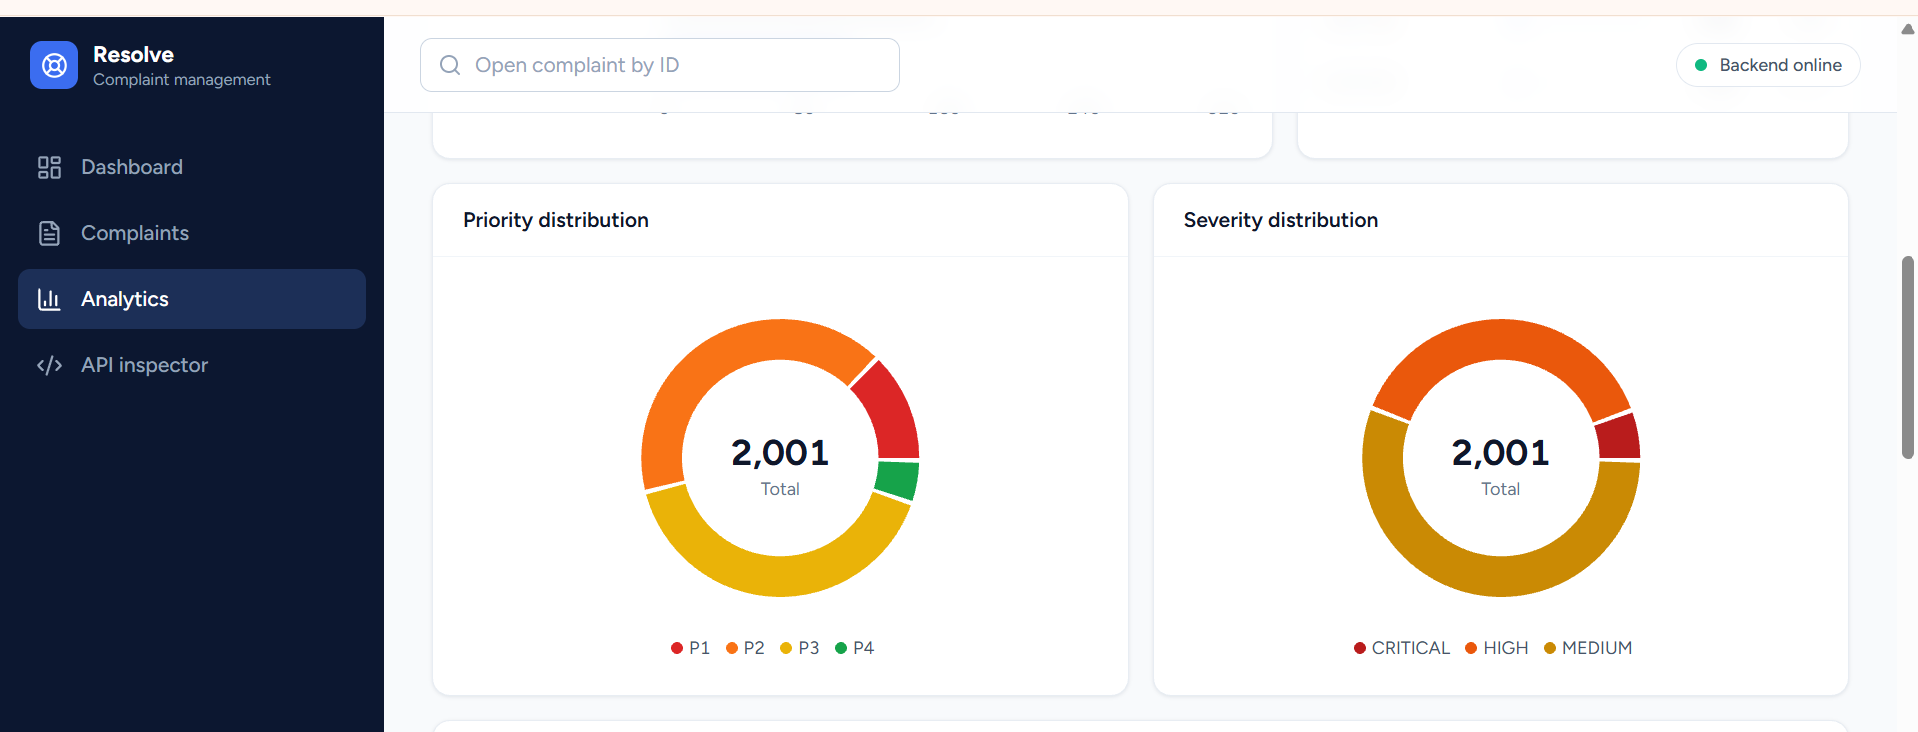 Resolve
Complaint management
Open complaint by ID
Backend online
Dashboard
Complaints
Analytics
API inspector
Priority distribution
2,001
Total
P1 P2 P3 P4
Severity distribution
2,001
Total
CRITICAL HIGH MEDIUM